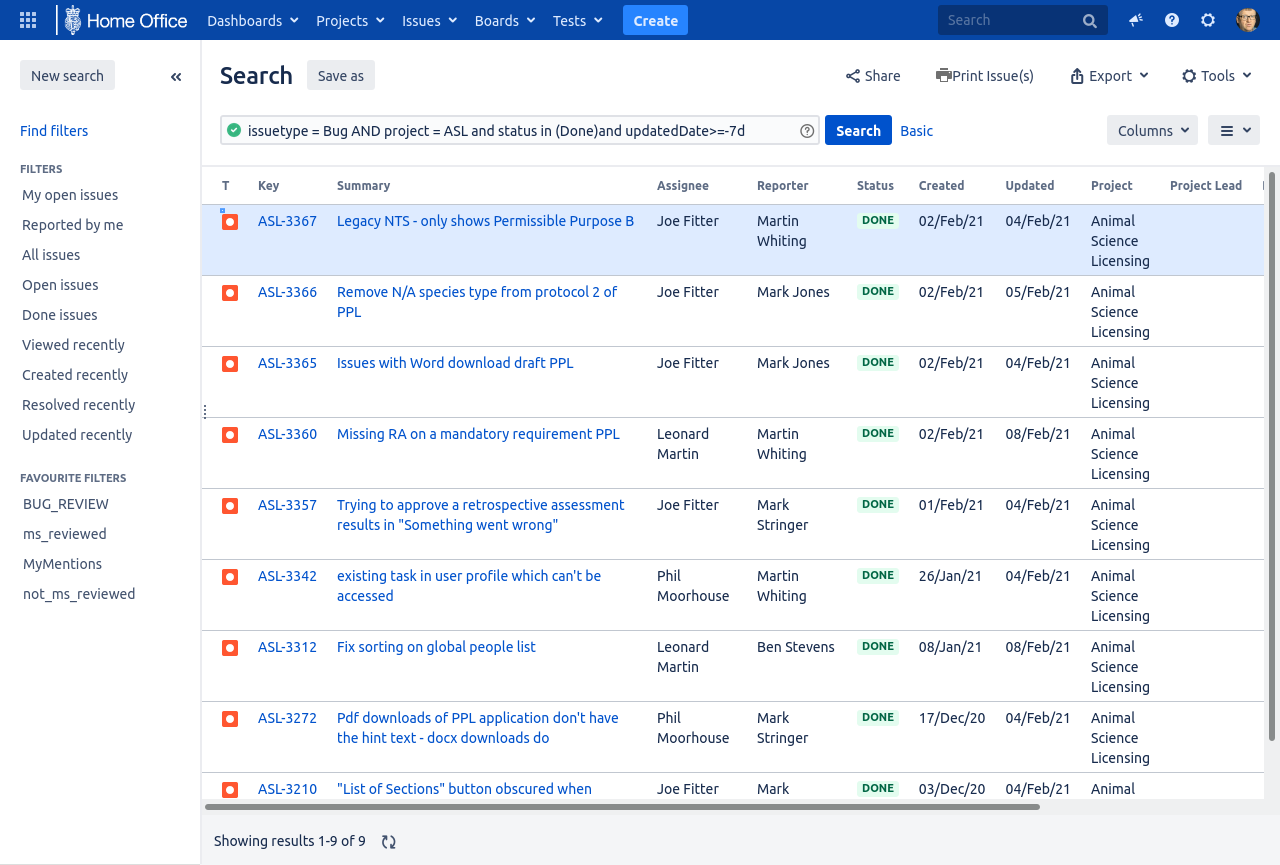 Home Office Dashboards Projects Issues Boards Tests Create Search
New search
Find filters
FILTERS
My open issues
Reported by me
All issues
Open issues
Done issues
Viewed recently
Created recently
Resolved recently
Updated recently
FAVOURITE FILTERS
BUG_REVIEW
ms_reviewed
MyMentions
not_ms_reviewed
Search Save as Share Print Issue(s) Export Tools
issuetype = Bug AND project = ASL and status in (Done)and updatedDate>=-7d Search Basic Columns
T Key Summary Assignee Reporter Status Created Updated Project Project Lead
ASL-3367 Legacy NTS - only shows Permissible Purpose B Joe Fitter Martin DONE 02/Feb/21 04/Feb/21 Animal
Whiting Science
Licensing
ASL-3366 Remove N/A species type from protocol 2 of Joe Fitter Mark Jones DONE 02/Feb/21 05/Feb/21 Animal
PPL Science
Licensing
ASL-3365 Issues with Word download draft PPL Joe Fitter Mark Jones DONE 02/Feb/21 04/Feb/21 Animal
Science
Licensing
ASL-3360 Missing RA on a mandatory requirement PPL Leonard Martin DONE 02/Feb/21 08/Feb/21 Animal
Martin Whiting Science
Licensing
ASL-3357 Trying to approve a retrospective assessment Joe Fitter Mark DONE 01/Feb/21 04/Feb/21 Animal
results in "Something went wrong" Stringer Science
Licensing
ASL-3342 existing task in user profile which can't be Phil Martin DONE 26/Jan/21 04/Feb/21 Animal
accessed Moorhouse Whiting Science
Licensing
ASL-3312 Fix sorting on global people list Leonard Ben Stevens DONE 08/Jan/21 08/Feb/21 Animal
Martin Science
Licensing
ASL-3272 Pdf downloads of PPL application don't have Phil Mark DONE 17/Dec/20 04/Feb/21 Animal
the hint text - docx downloads do Moorhouse Stringer Science
Licensing
ASL-3210 "List of Sections" button obscured when Joe Fitter Mark DONE 03/Dec/20 04/Feb/21 Animal
Showing results 1-9 of 9